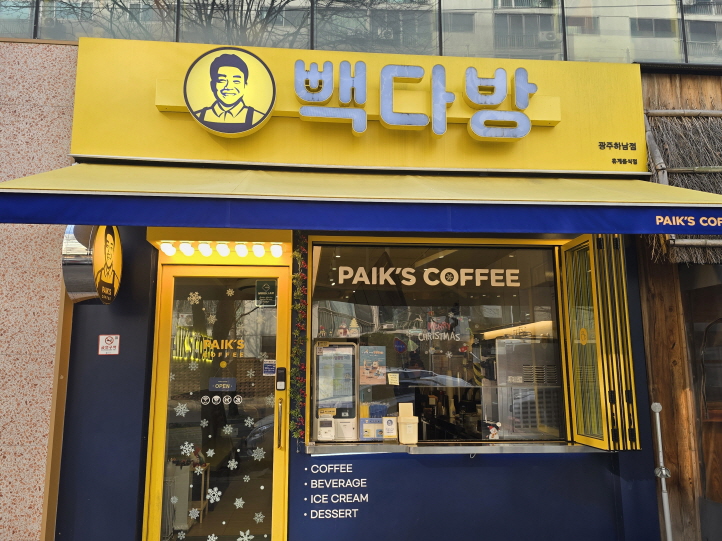 빽다방
광주하남점
휴게음식점
PAIK'S COF
PAIK'S COFFEE
CHRISTMAS
PAIK'S
COFFEE
OPEN
• COFFEE
• BEVERAGE
• ICE CREAM
• DESSERT